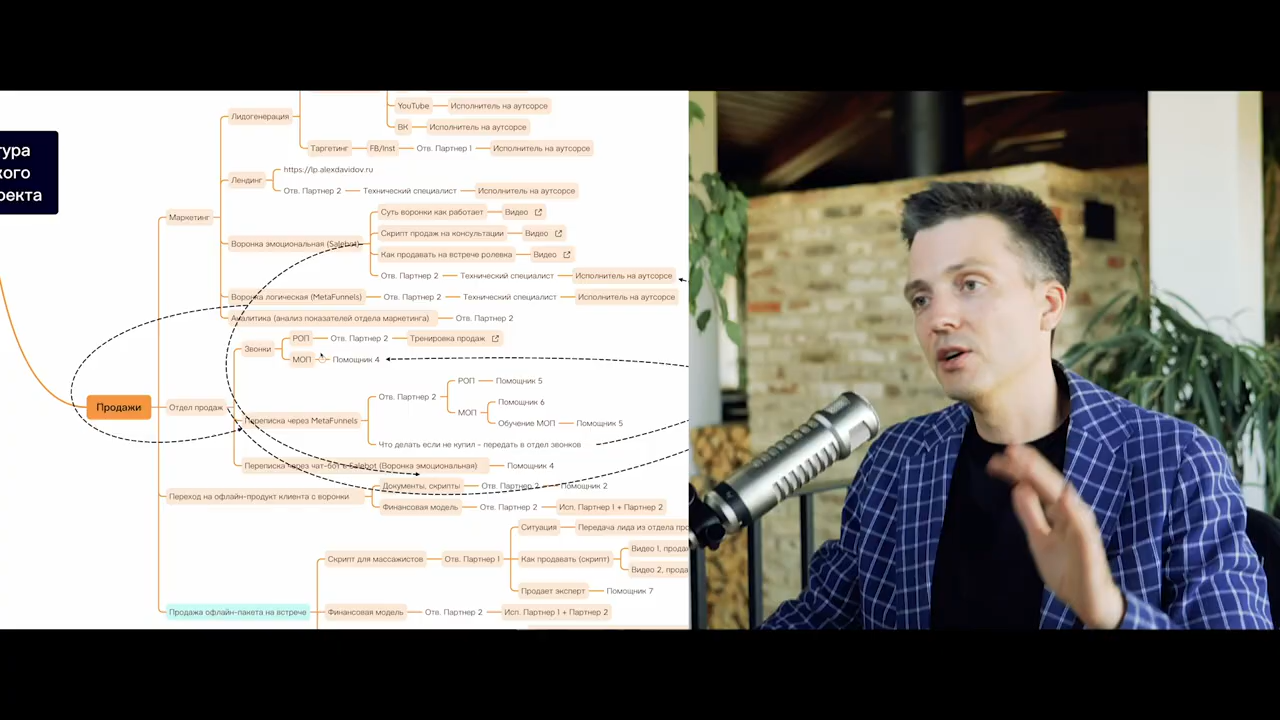 YouTube
Исполнитель на аутсорсе
Лидогенерация
ВК
Исполнитель на аутсорсе
Таргетинг
FB/Inst
Отв. Партнер 1
Исполнитель на аутсорсе
https://lp.alexdavidov.ru
Лендинг
Отв. Партнер 2
Технический специалист
Исполнитель на аутсорсе
Маркетинг
Суть воронки как работает
Видео
Скрипт продаж на консультации
Видео
Воронка эмоциональная (Salebot)
Как продавать на встрече ролевка
Видео
Отв. Партнер 2
Технический специалист
Исполнитель на аутсорсе
Воронка логическая (MetaFunnels)
Отв. Партнер 2
Технический специалист
Исполнитель на аутсорсе
Аналитика (анализ показателей отдела маркетинга)
Отв. Партнер 2
Продажи
Отдел продаж
Звонки
РОП
Отв. Партнер 2
Тренировка продаж
МОП
Помощник 4
Переписка через MetaFunnels
Отв. Партнер 2
РОП
Помощник 5
МОП
Помощник 6
Обучение МОП
Помощник 5
Что делать если не купил - передать в отдел звонков
Переписка через чат-бот в Salebot (Воронка эмоциональная)
Помощник 4
Переход на офлайн-продукт клиента с воронки
Документы, скрипты
Отв. Партнер 2
Помощник 2
Финансовая модель
Отв. Партнер 2
Исп. Партнер 1 + Партнер 2
Продажа офлайн-пакета на встрече
Скрипт для массажистов
Отв. Партнер 1
Ситуация
Передача лида из отдела про
Как продавать (скрипт)
Видео 1, прода
Видео 2, прода
Продает эксперт
Помощник 7
Финансовая модель
Отв. Партнер 2
Исп. Партнер 1 + Партнер 2